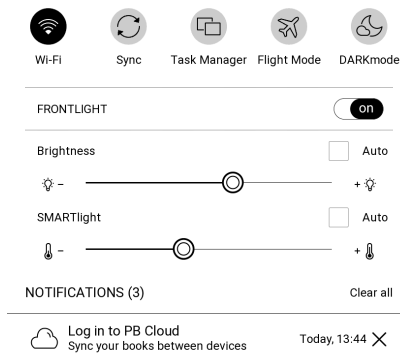 Wi-Fi Sync Task Manager Flight Mode DARKmode
FRONTLIGHT on
Brightness Auto
– +
SMARTlight Auto
– +
NOTIFICATIONS (3) Clear all
Log in to PB Cloud
Sync your books between devices
Today, 13:44